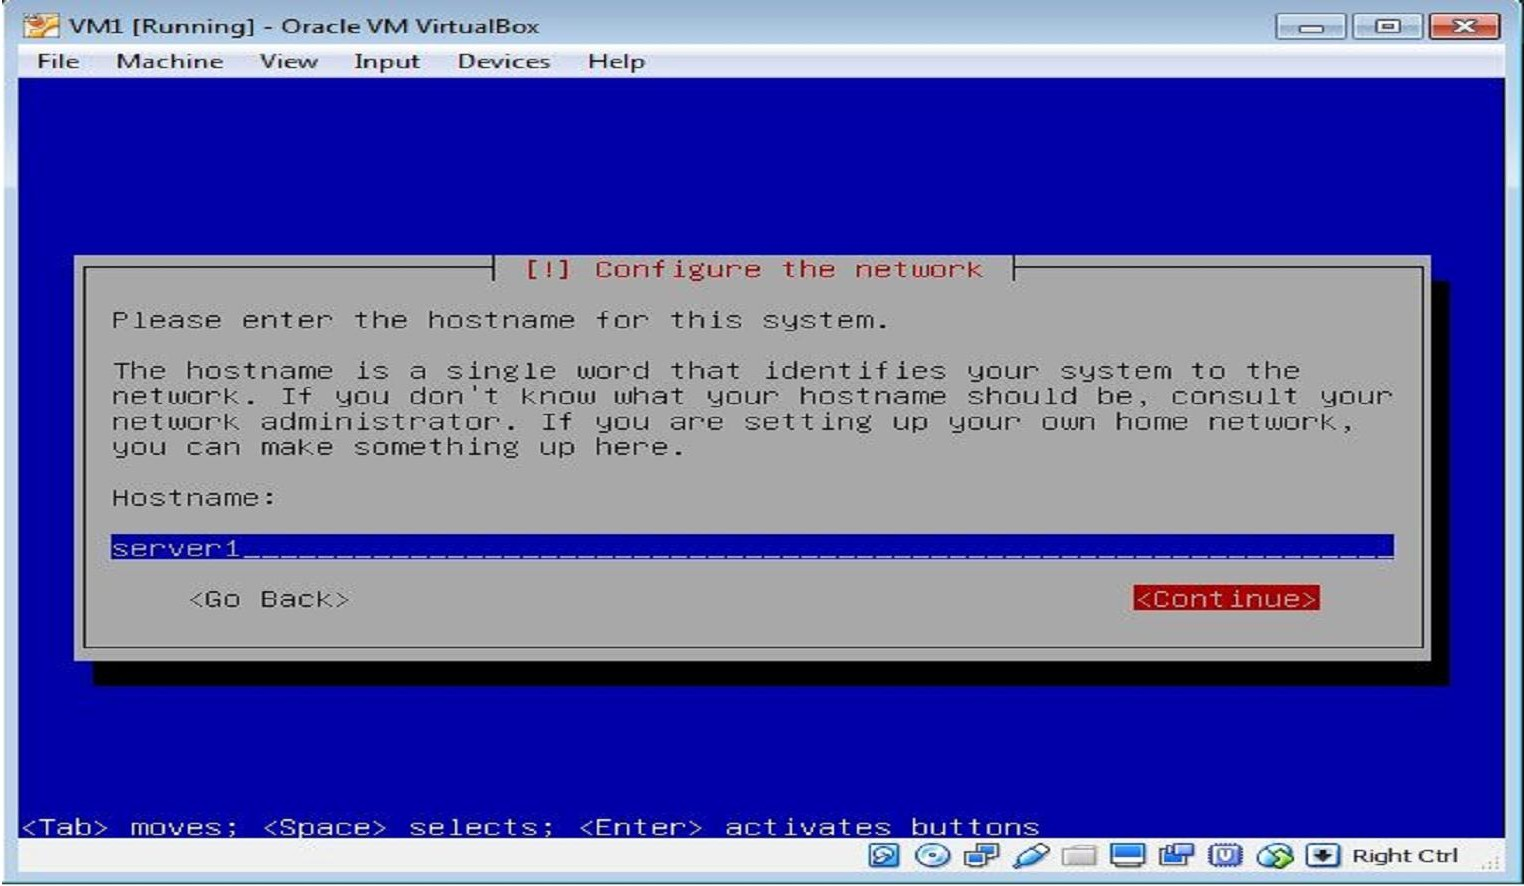 VM1 [Running] - Oracle VM VirtualBox
File Machine View Input Devices Help
[!] Configure the network
Please enter the hostname for this system.
The hostname is a single word that identifies your system to the
network. If you don't know what your hostname should be, consult your
network administrator. If you are setting up your own home network,
you can make something up here.
Hostname:
server1
<Go Back> <Continue>
<Tab> moves; <Space> selects; <Enter> activates buttons
Right Ctrl